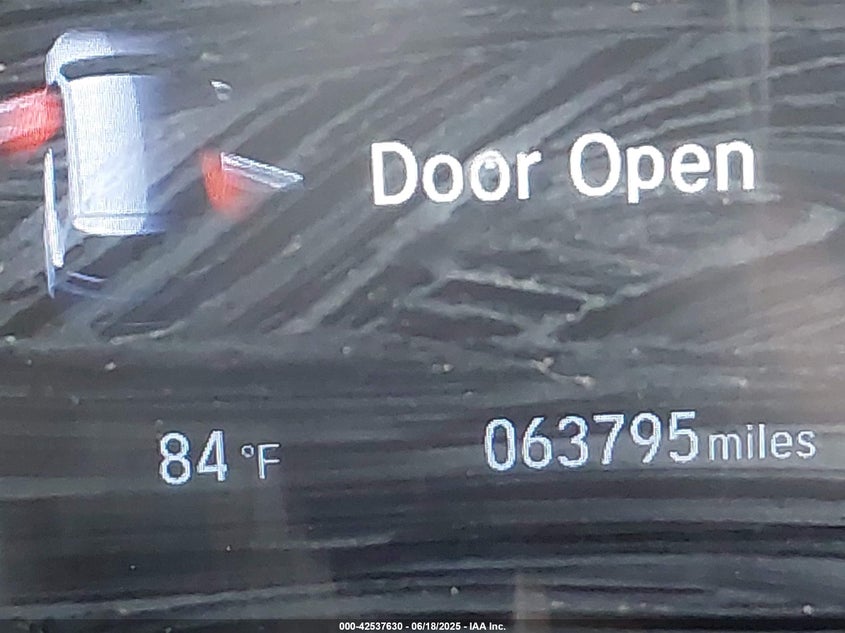 Door Open
84 °F 063795 miles
000-42537630 - 06/18/2025 - IAA Inc.